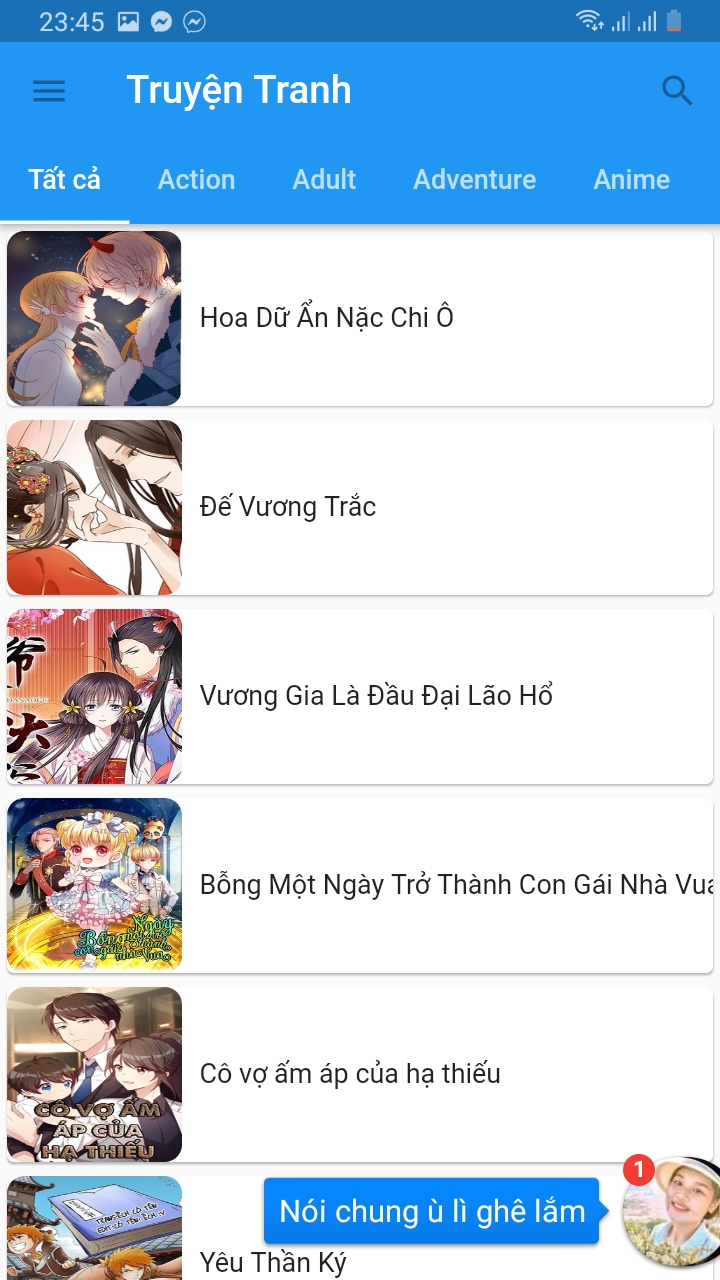 23:45
Truyện Tranh
Tất cả Action Adult Adventure Anime
Hoa Dữ Ẩn Nặc Chi Ô
Đế Vương Trắc
Vương Gia Là Đầu Đại Lão Hổ
Bỗng Một Ngày Trở Thành Con Gái Nhà Vua
Ngày
Bỗng
Cô vợ ấm áp của hạ thiếu
CÔ VỢ ẤM
ÁP CỦA
HẠ THIẾU
1
Nói chung ù lì ghê lắm
Yêu Thần Ký